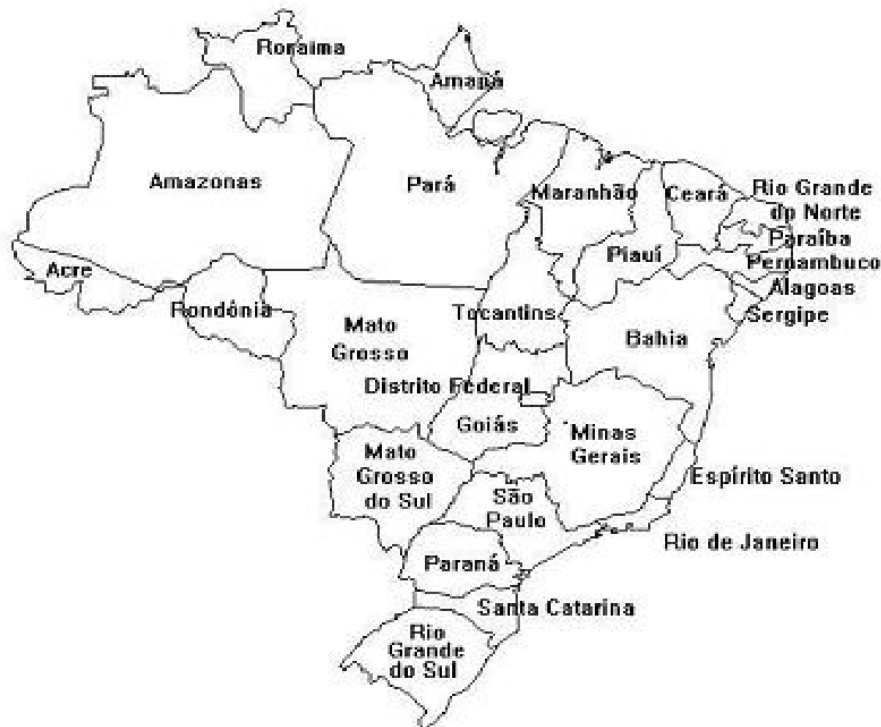 Roraima
Amapá
Amazonas
Pará
Maranhão
Ceará
Rio Grande
do Norte
Paraíba
Piauí
Pernambuco
Acre
Alagoas
Rondônia
Tocantins
Sergipe
Mato
Grosso
Bahia
Distrito Federal
Goiás
Minas
Gerais
Mato
Grosso
do Sul
Espírito Santo
São
Paulo
Rio de Janeiro
Paraná
Santa Catarina
Rio
Grande
do Sul